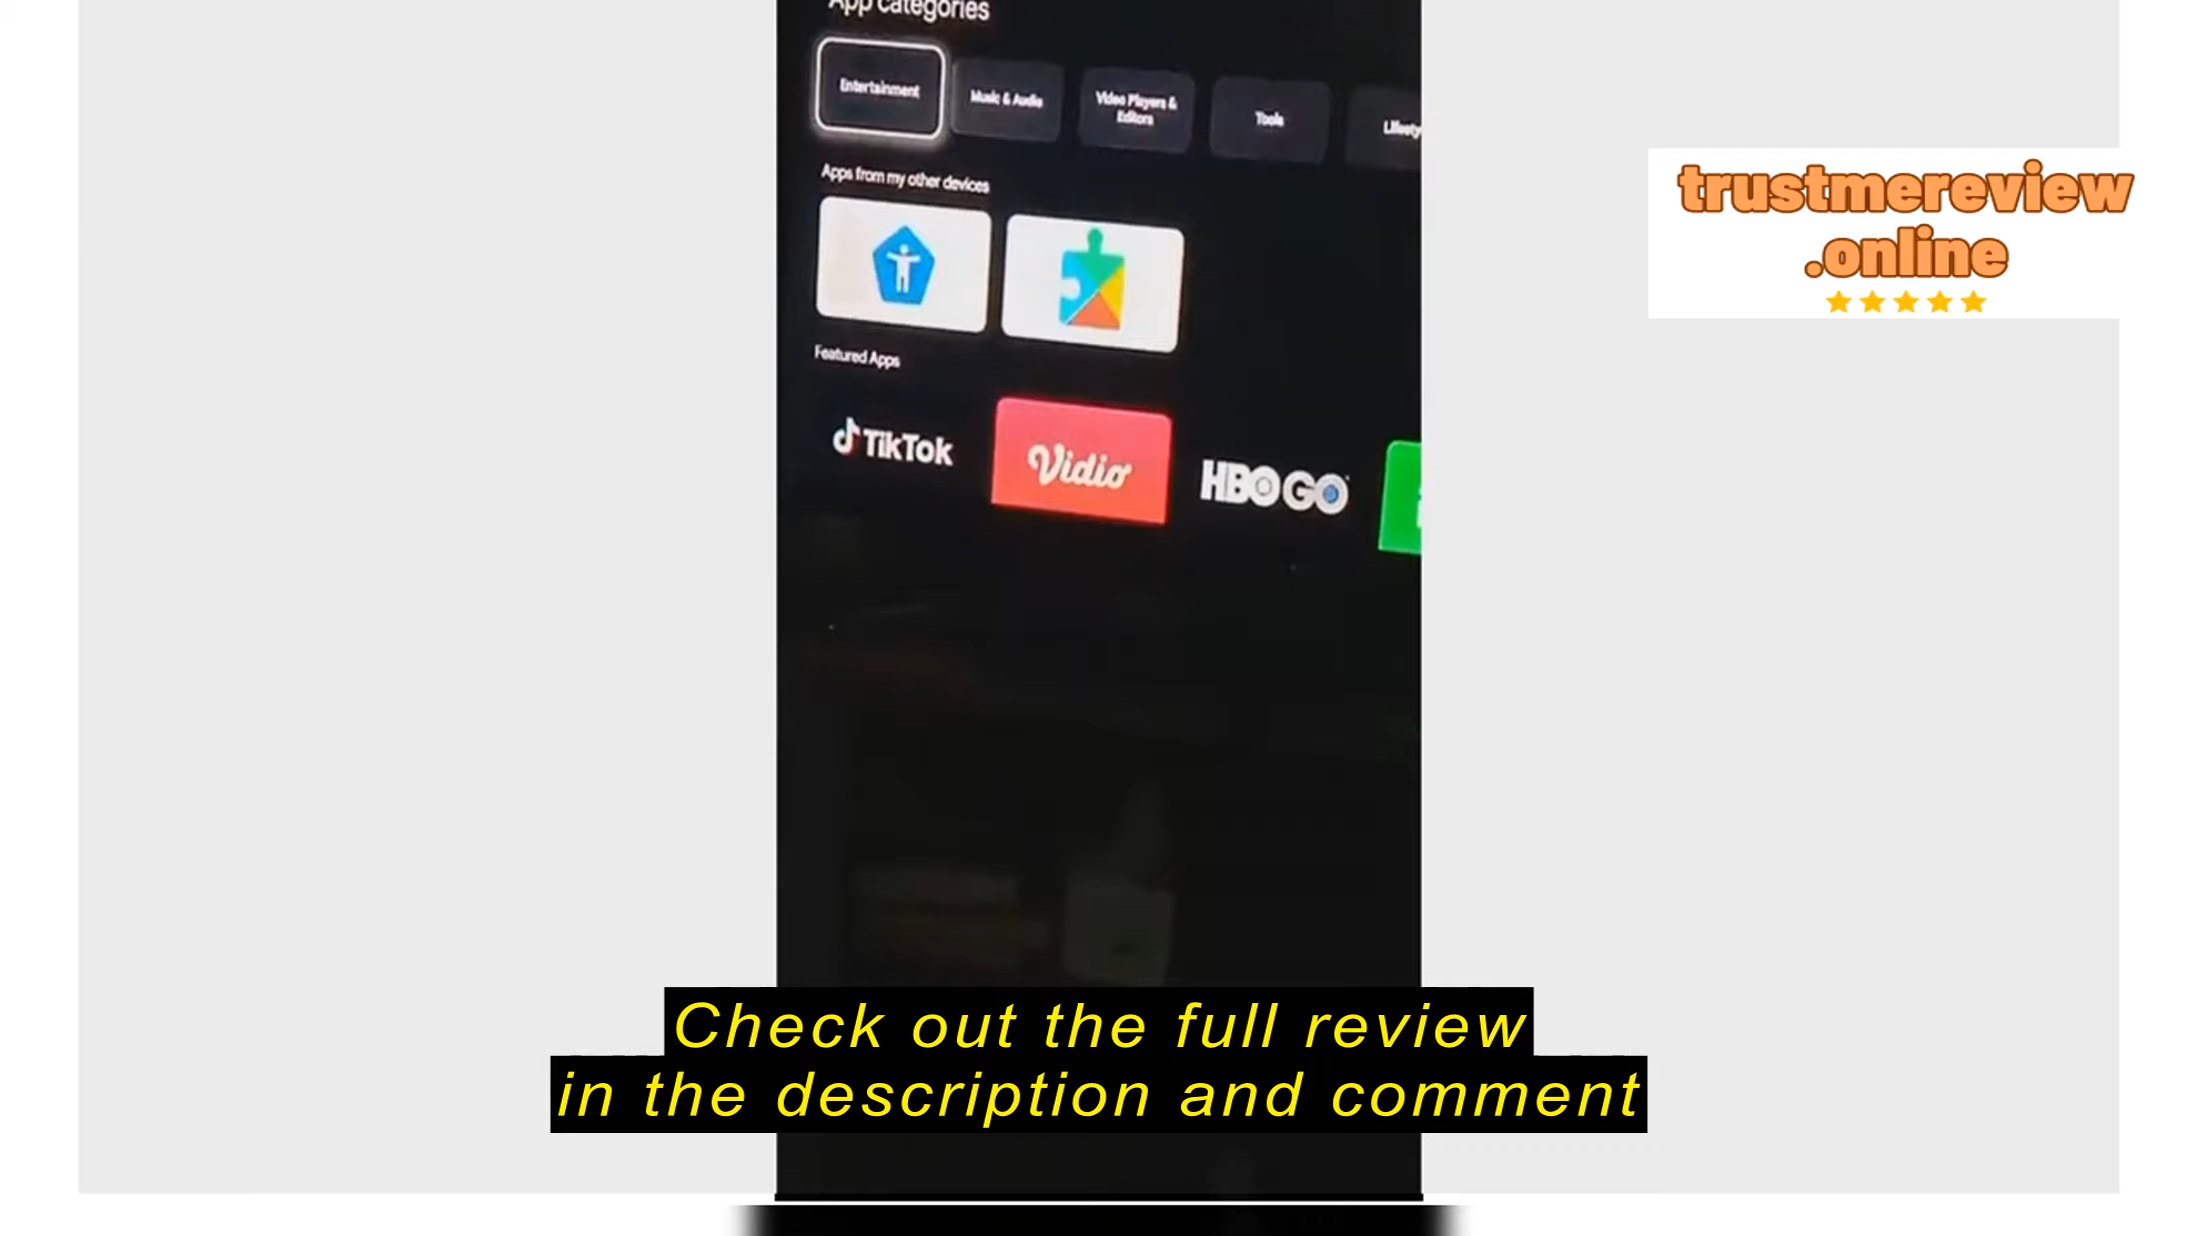 App categories
Entertainment
Music & Audio
Video Players &
Editors
Tools
Apps from my other devices
Featured Apps
TikTok
Vidio
HBO GO
trustmereview
.online
Check out the full review
in the description and comment